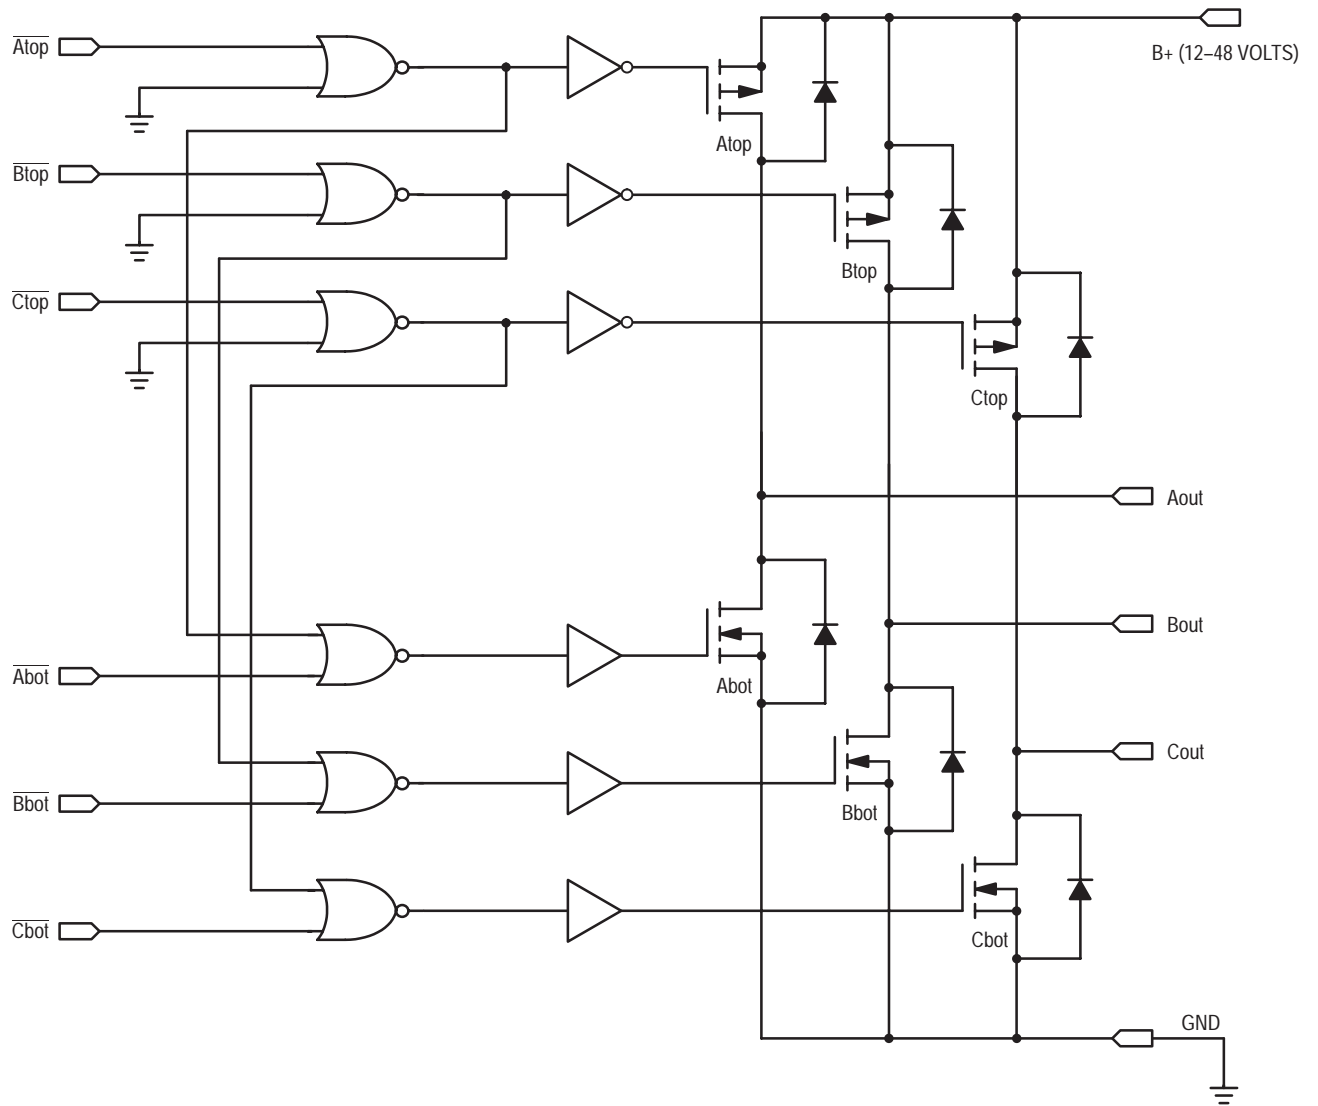 Atop
B+ (12–48 VOLTS)
Atop
Btop
Btop
Ctop
Ctop
Aout
Bout
Abot
Abot
Cout
Bbot
Bbot
Cbot
Cbot
GND